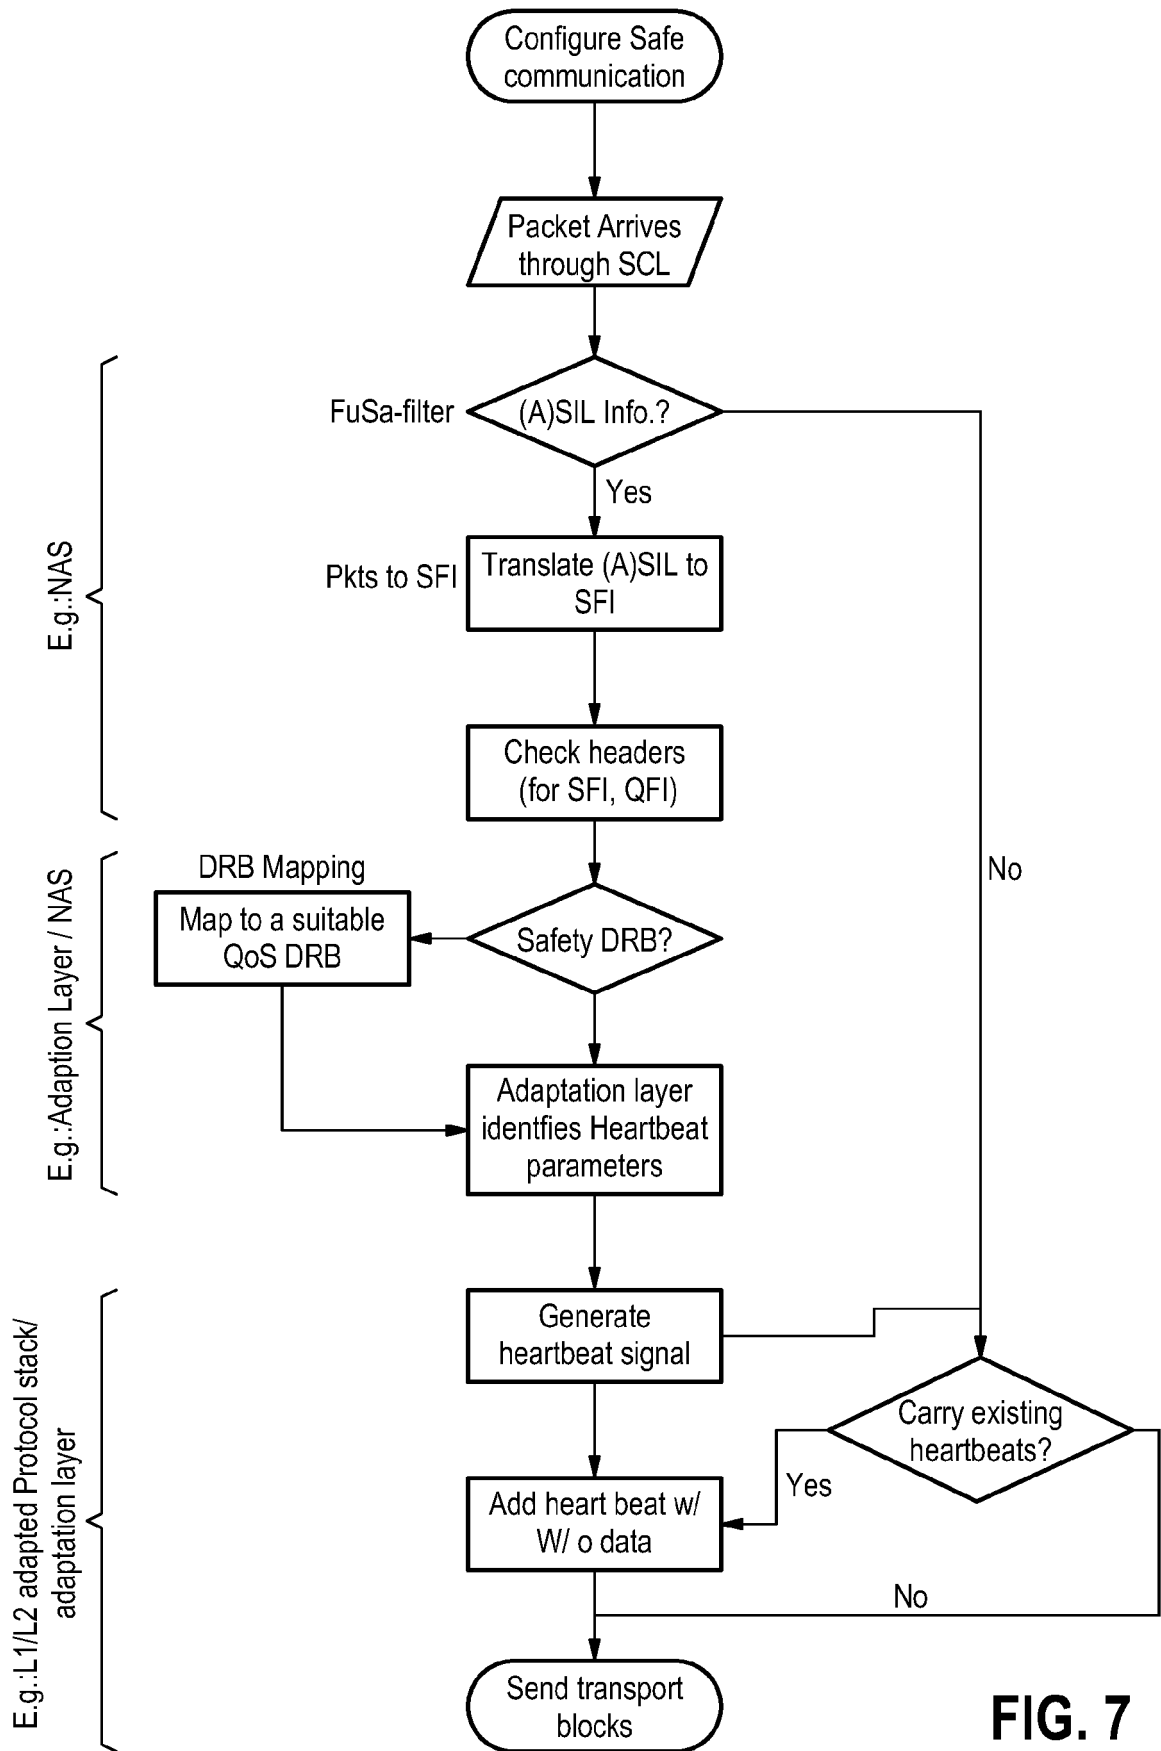 Configure Safe
communication
Packet Arrives
through SCL
FuSa-filter
(A)SIL Info.?
Yes
E.g.:NAS
Pkts to SFI
Translate (A)SIL to
SFI
Check headers
(for SFI, QFI)
No
E.g.:Adaption Layer / NAS
DRB Mapping
Map to a suitable
QoS DRB
Safety DRB?
Adaptation layer
identfies Heartbeat
parameters
E.g.:L1/L2 adapted Protocol stack/
adaptation layer
Generate
heartbeat signal
Carry existing
heartbeats?
Yes
Add heart beat w/
W/ o data
No
Send transport
blocks
FIG. 7